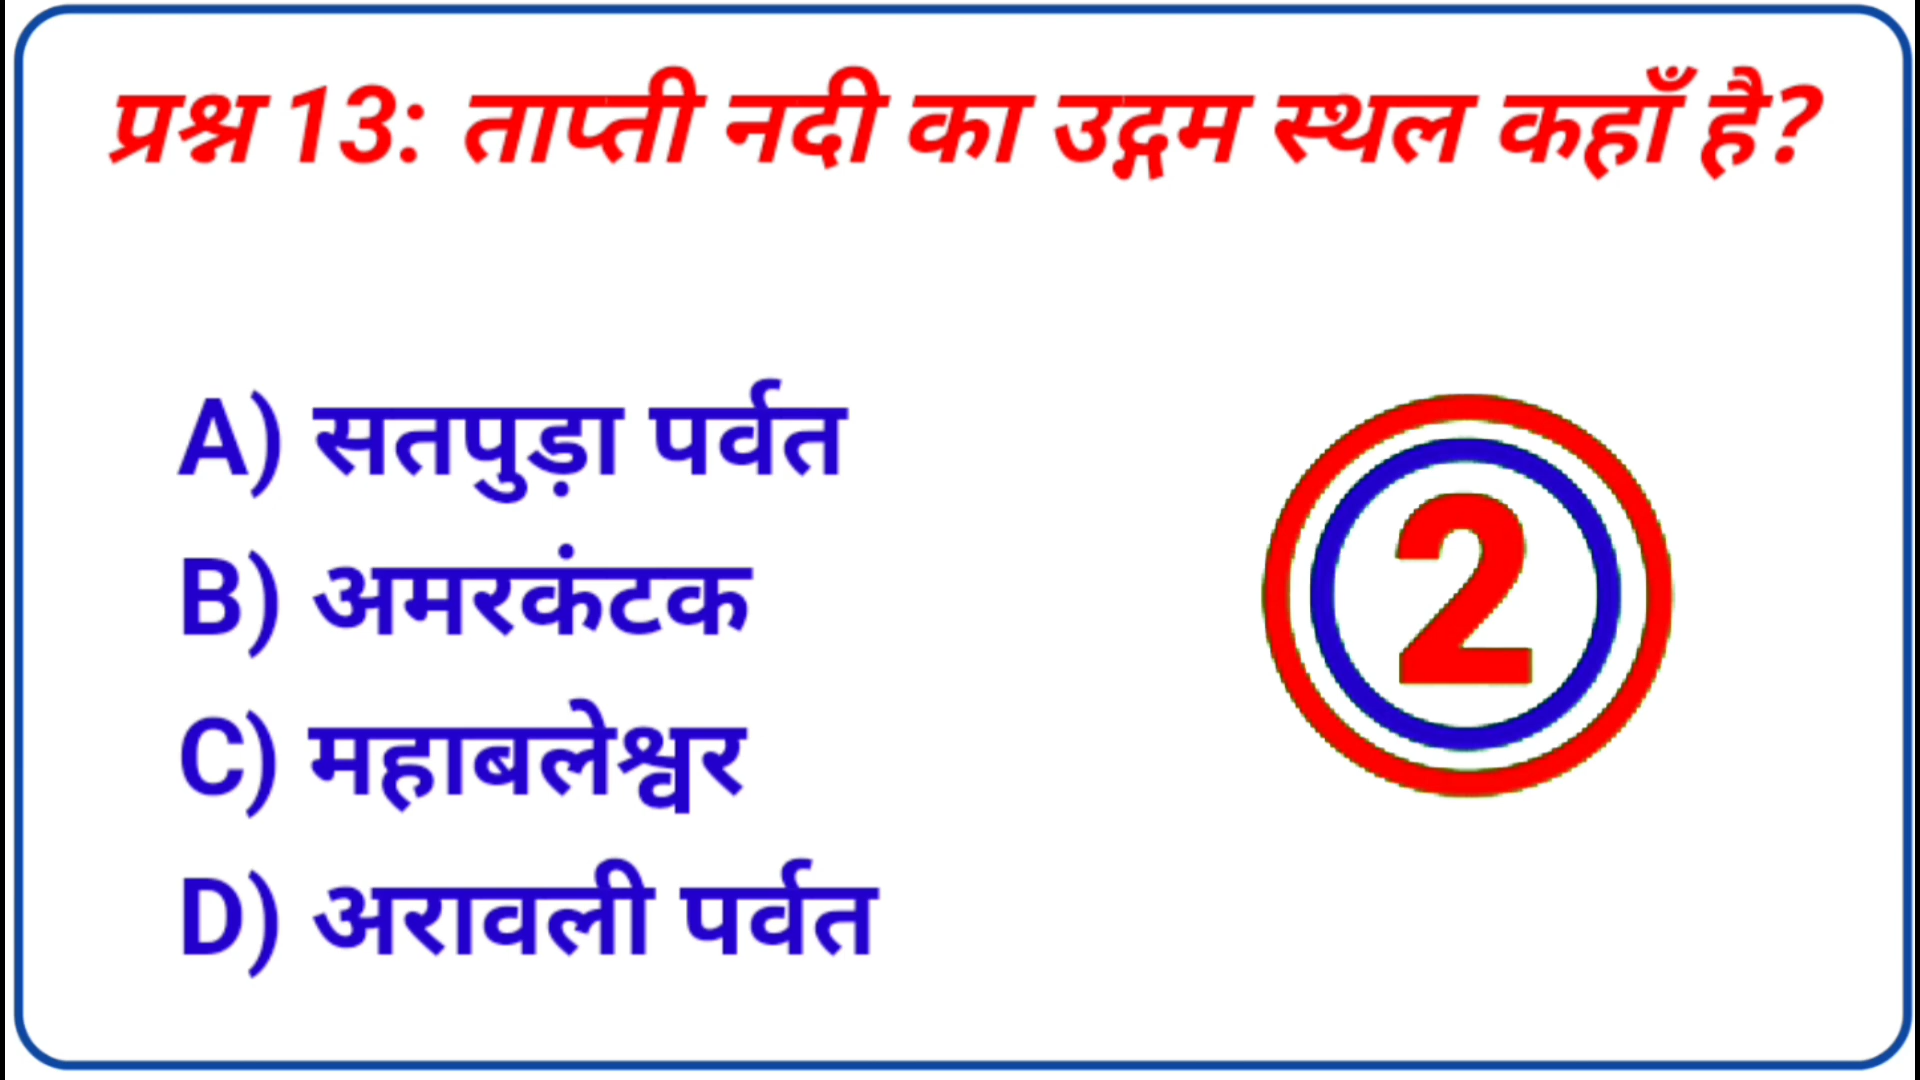 प्रश्न 13: ताप्ती नदी का उद्गम स्थल कहाँ है?
A) सतपुड़ा पर्वत
B) अमरकंटक
C) महाबलेश्वर
D) अरावली पर्वत
2